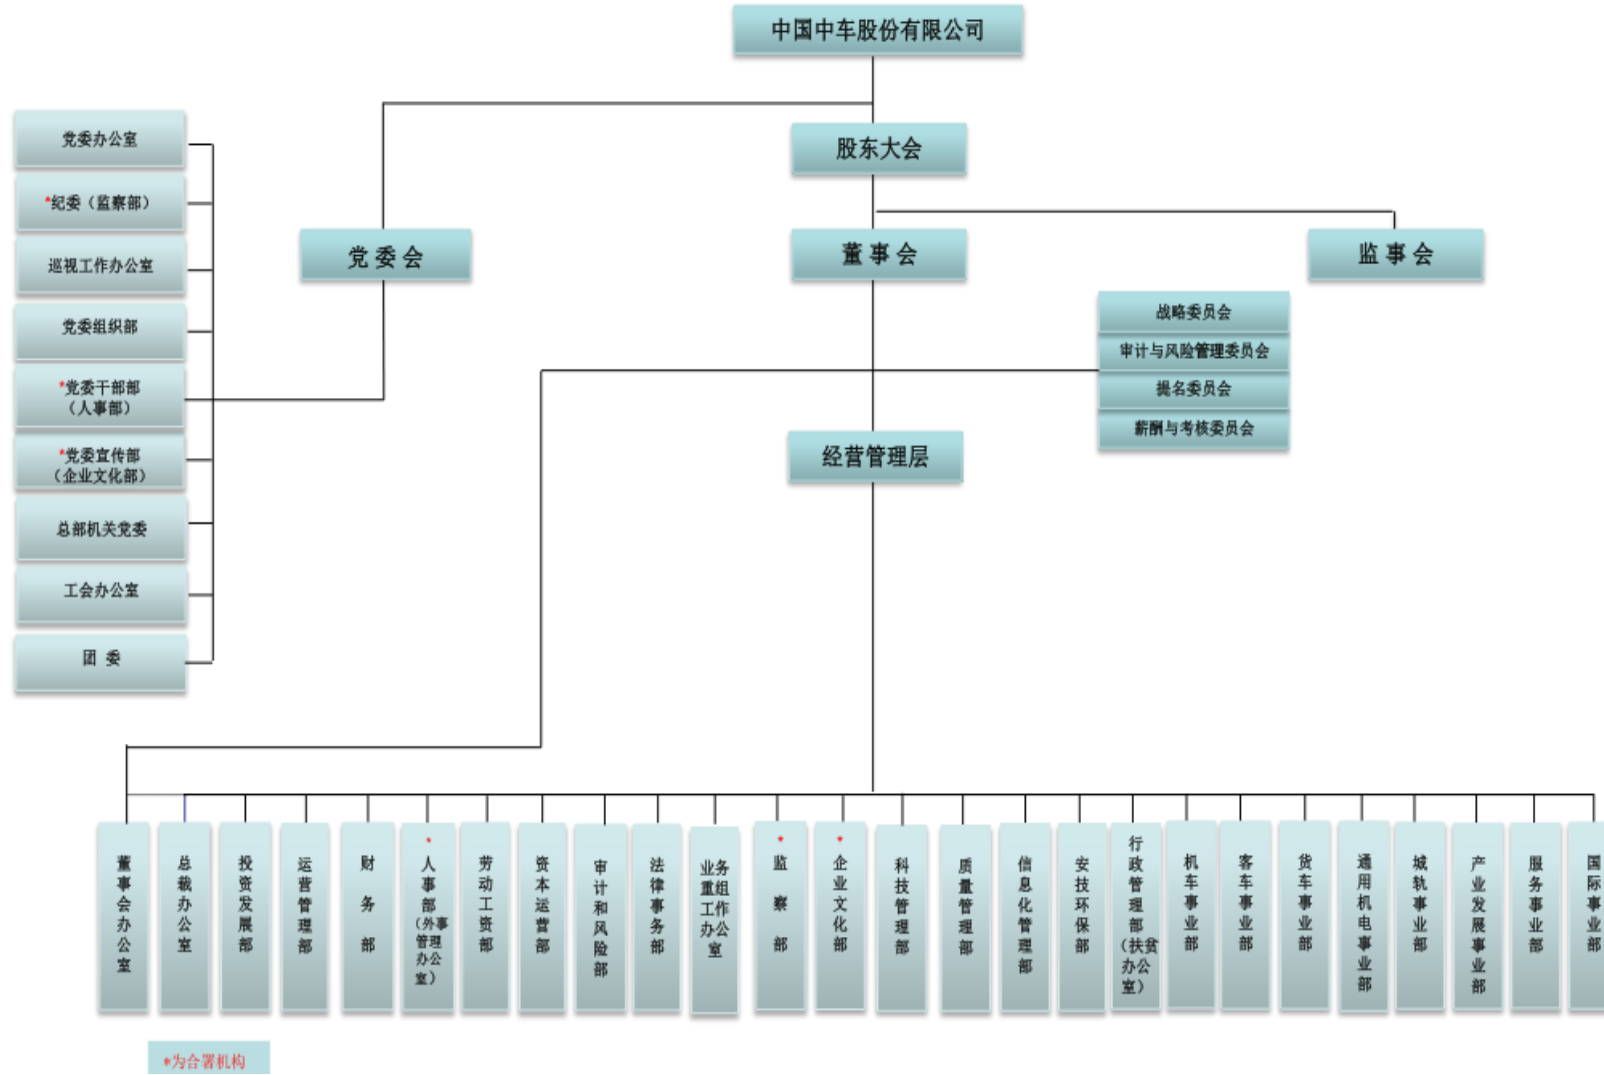 中国中车股份有限公司
股东大会
党委会
董事会
监事会
党委办公室
*纪委（监察部）
巡视工作办公室
党委组织部
*党委干部部
（人事部）
*党委宣传部
（企业文化部）
总部机关党委
工会办公室
团 委
战略委员会
审计与风险管理委员会
提名委员会
薪酬与考核委员会
经营管理层
董事会办公室
总裁办公室
投资发展部
运营管理部
财务部
*人事部（外事管理办公室）
劳动工资部
资本运营部
审计和风险部
法律事务部
业务重组工作办公室
*监察部
*企业文化部
科技管理部
质量管理部
信息化管理部
安技环保部
行政管理部（扶贫办公室）
机车事业部
客车事业部
货车事业部
通用机电事业部
城轨事业部
产业发展事业部
服务事业部
国际事业部
*为合署机构